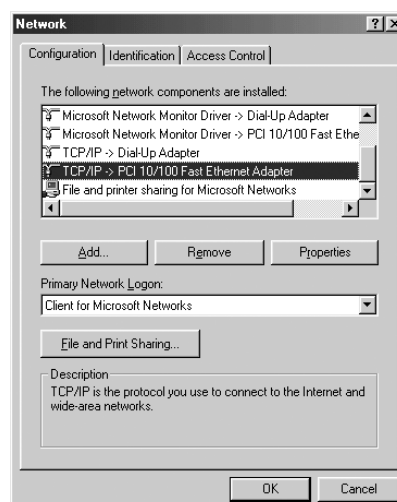 Network
Configuration Identification Access Control
The following network components are installed:
Microsoft Network Monitor Driver -> Dial-Up Adapter
Microsoft Network Monitor Driver -> PCI 10/100 Fast Ethe
TCP/IP -> Dial-Up Adapter
TCP/IP -> PCI 10/100 Fast Ethernet Adapter
File and printer sharing for Microsoft Networks
Add... Remove Properties
Primary Network Logon:
Client for Microsoft Networks
File and Print Sharing...
Description
TCP/IP is the protocol you use to connect to the Internet and
wide-area networks.
OK Cancel